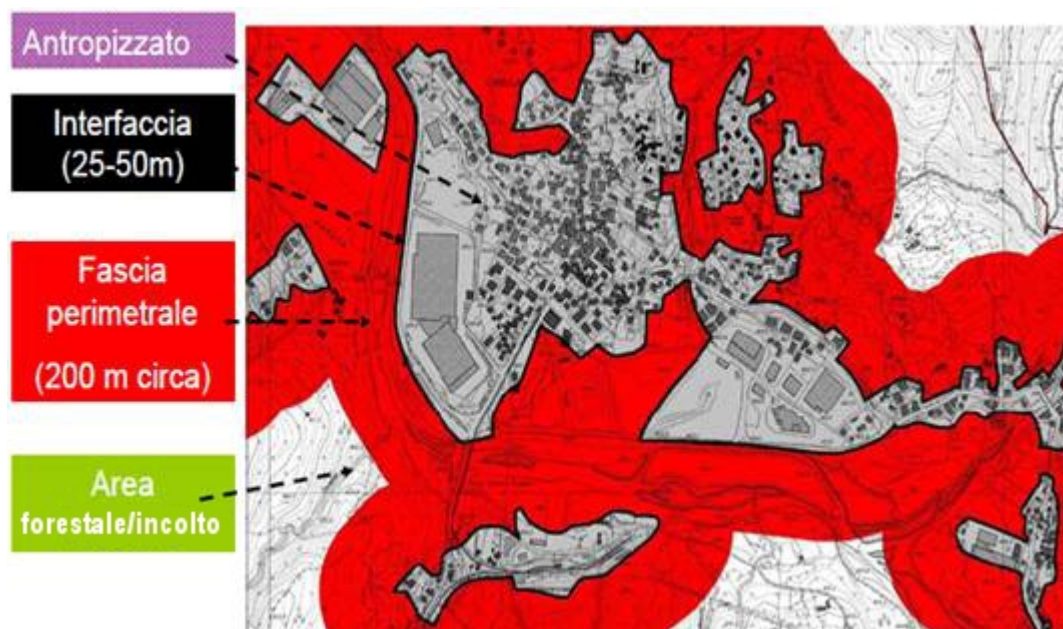 Antropizzato
Interfaccia
(25-50m)
Fascia
perimetrale
(200 m circa)
Area
forestale/incolto